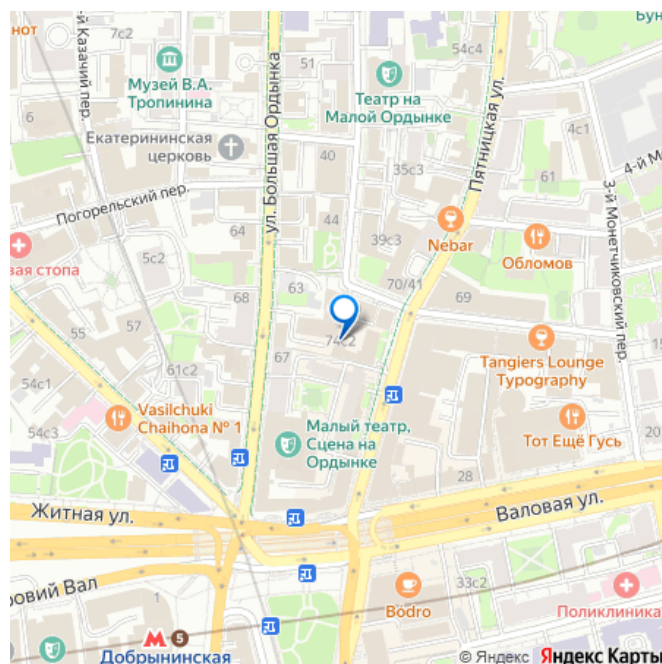 нот
й Казачий пер.
7с2
54с4
Бун
Музей В.А.
Тропинина
ул. Большая Ордынка
Театр на
Малой Ордынке
Пятницкая ул.
6
4с1
Екатерининская
церковь
40
35с3
61
4-й М
3-й Монетчиковский пер.
Погорельский пер.
44
64
39с3
Nebar
Обломов
вая стопа
5с2
63
70/41
68
69
55
74с2
15
67
61с2
Tangiers Lounge
Typography
54с1
Vasilchuki
Chaihona № 1
Малый театр,
Сцена на
Ордынке
54с3
Тот Ещё Гусь
28
Житная ул.
Валовая ул.
ровий Вал
1
33с2
Bödro
Поликлиника
5
Добрынинская
© Яндекс Яндекс Карты